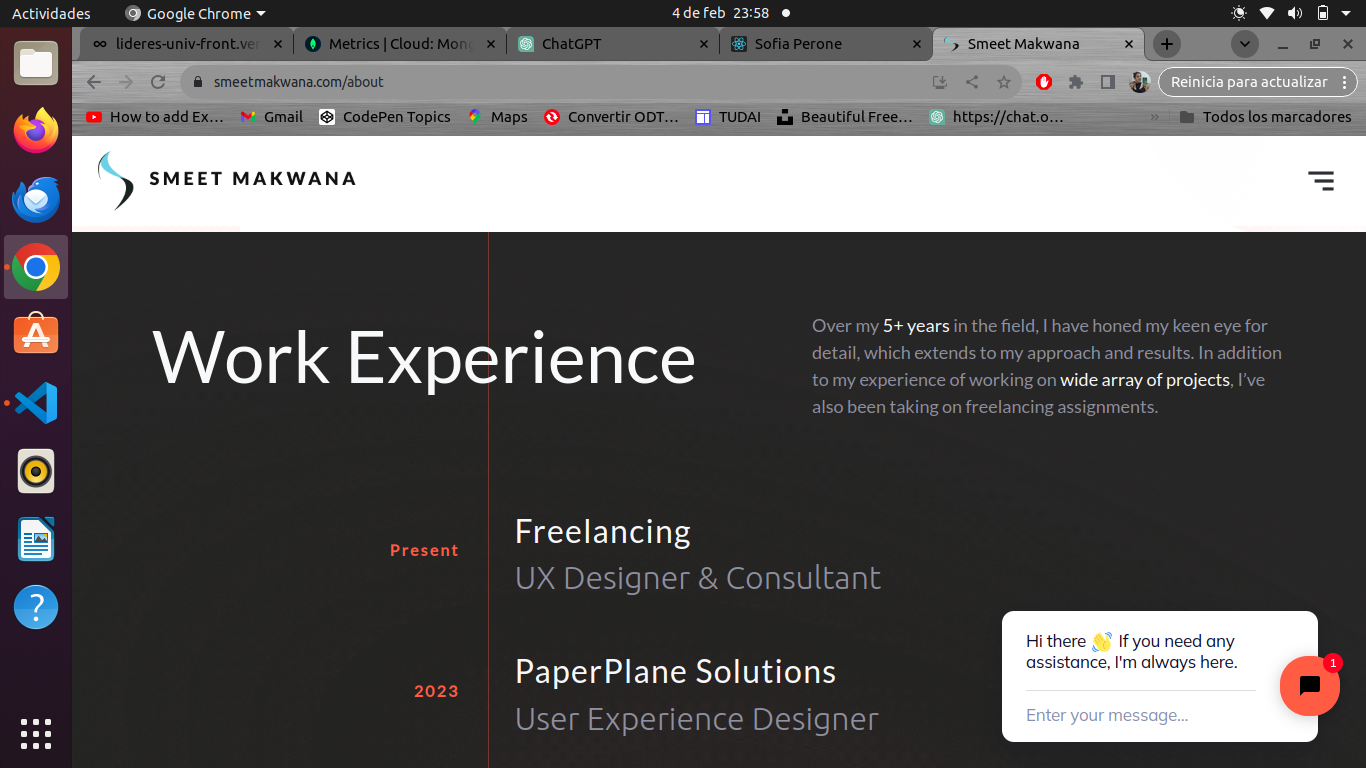 Actividades
Google Chrome
4 de feb 23:58
lideres-univ-front.ver
Metrics | Cloud: Mong
ChatGPT
Sofia Perone
Smeet Makwana
smeetmakwana.com/about
Reinicia para actualizar
How to add Ex…
Gmail
CodePen Topics
Maps
Convertir ODT…
TUDAI
Beautiful Free…
https://chat.o…
»
Todos los marcadores
SMEET MAKWANA
Work Experience
Over my 5+ years in the field, I have honed my keen eye for
detail, which extends to my approach and results. In addition
to my experience of working on wide array of projects, I've
also been taking on freelancing assignments.
Present
Freelancing
UX Designer & Consultant
2023
PaperPlane Solutions
User Experience Designer
Hi there 👋 If you need any
assistance, I'm always here.
1
Enter your message...